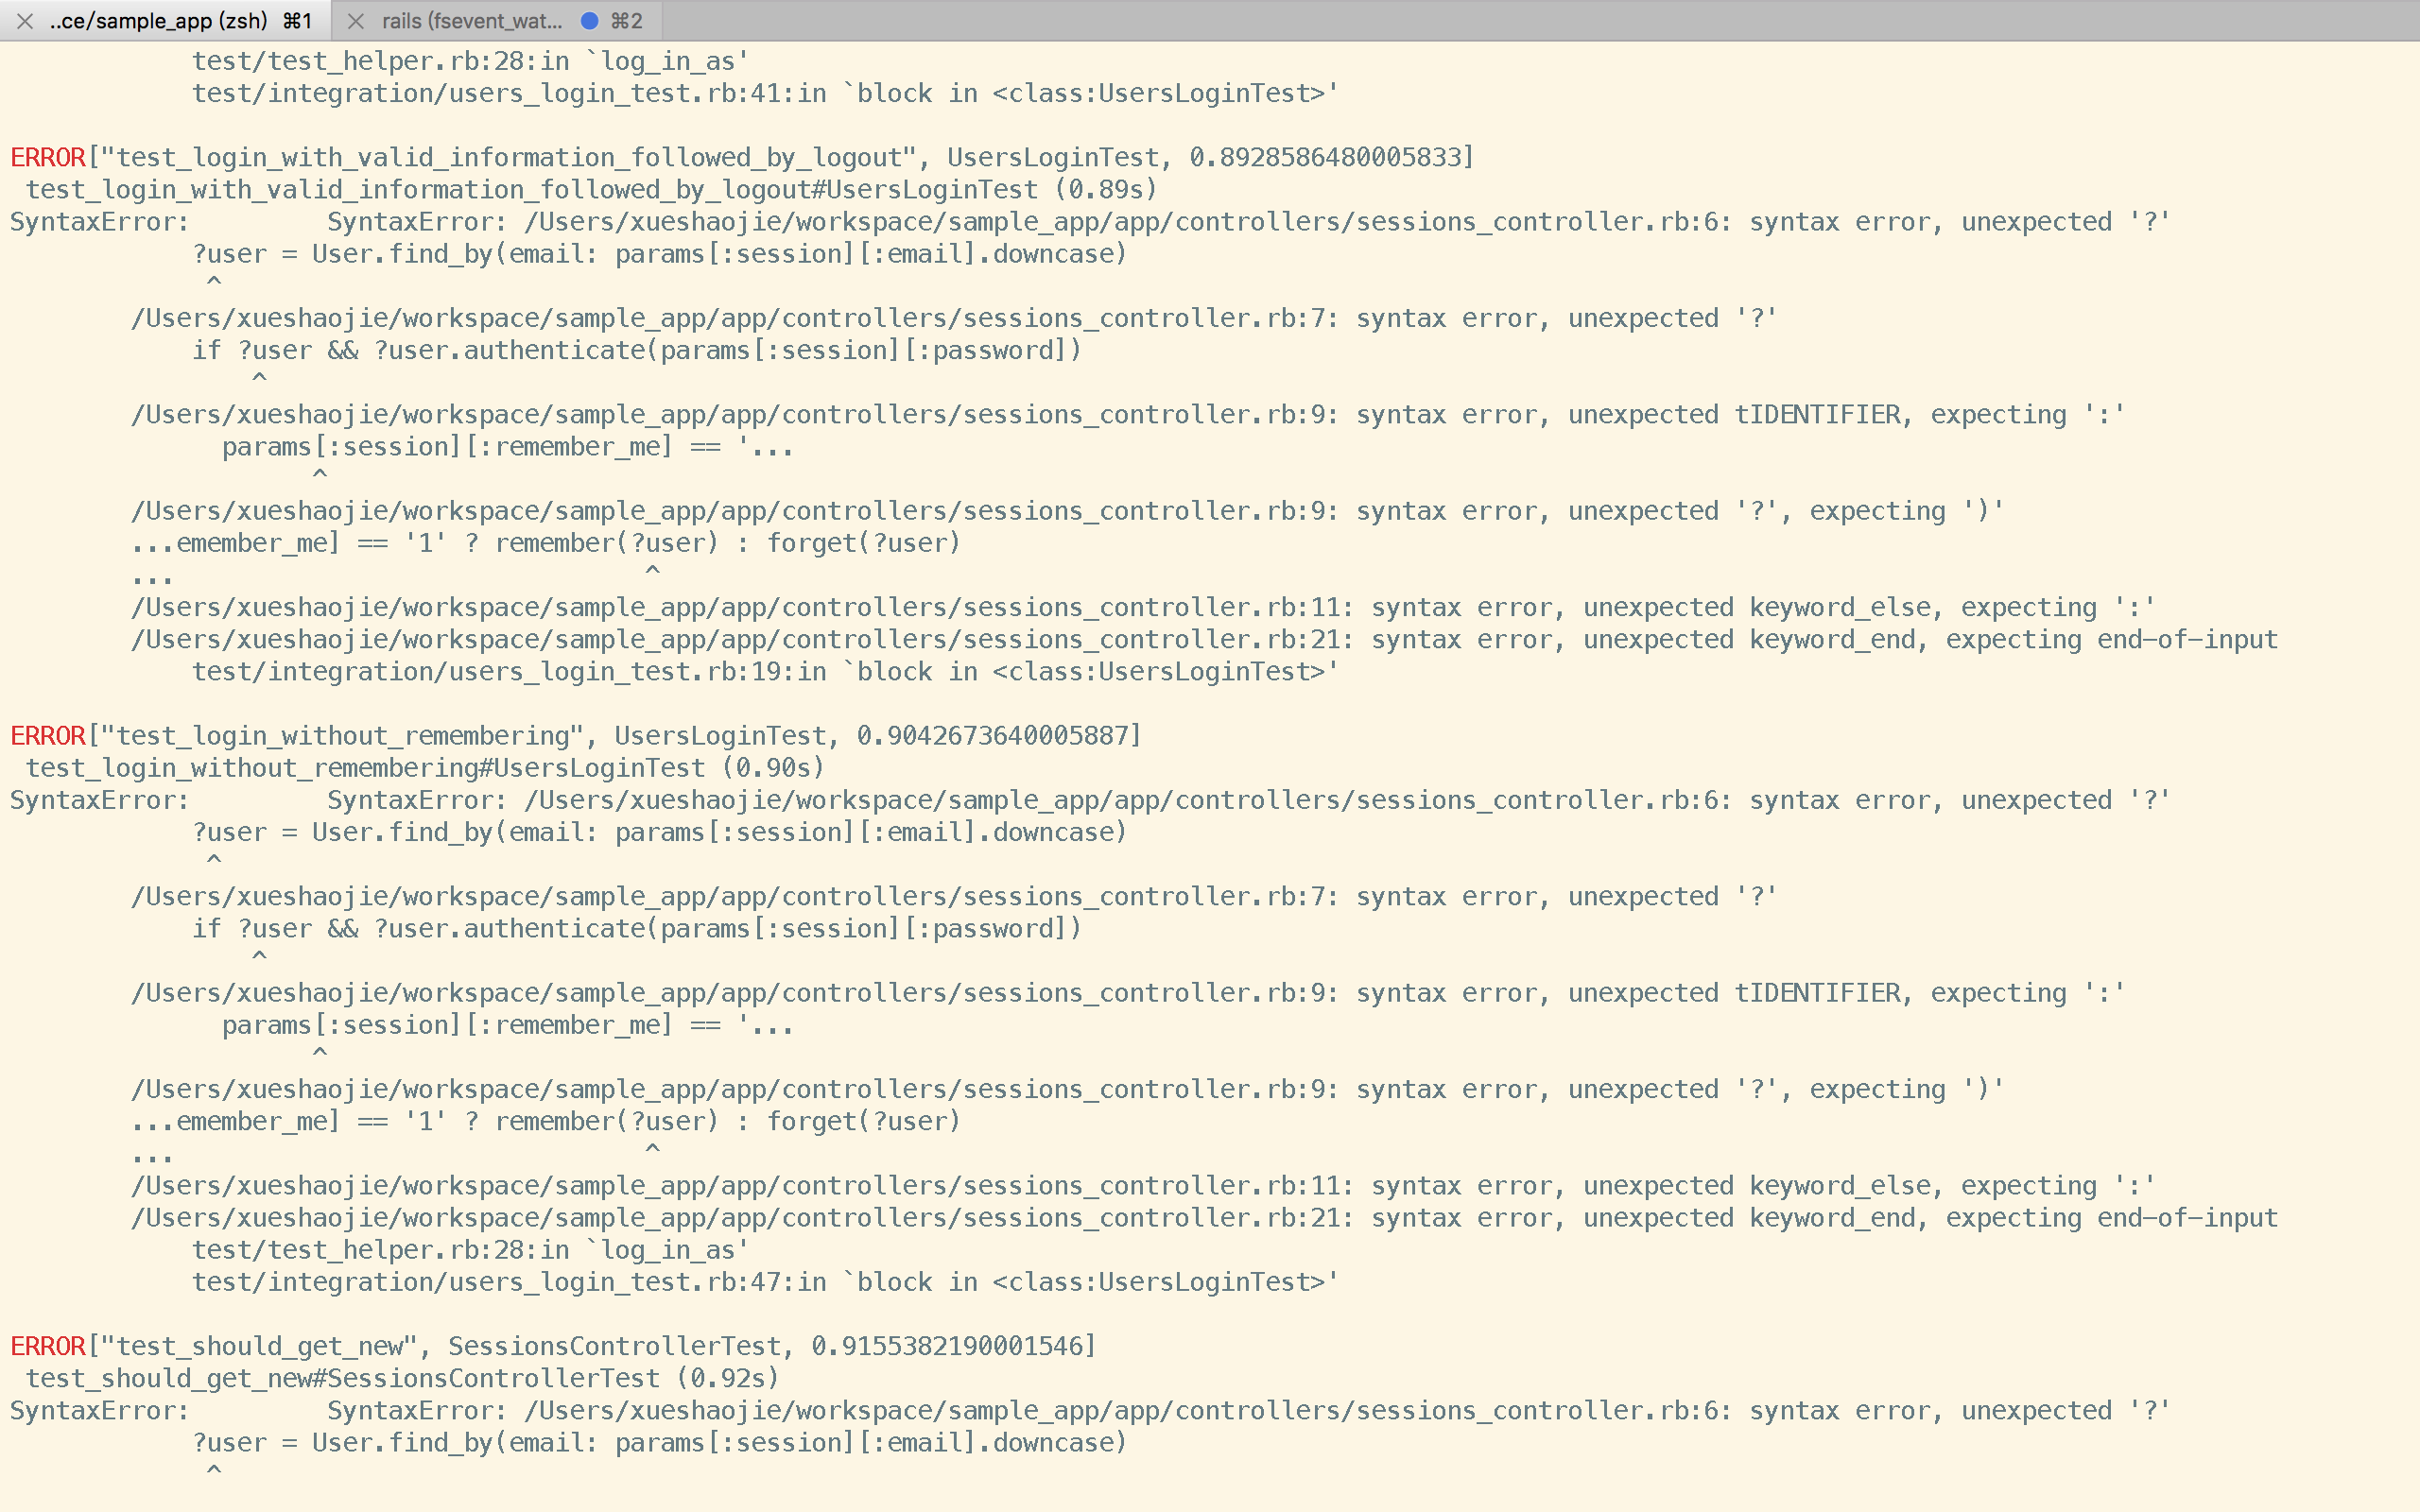 ..ce/sample_app (zsh) ⌘1
rails (fsevent_wat... ⌘2
test/test_helper.rb:28:in `log_in_as'
test/integration/users_login_test.rb:41:in `block in <class:UsersLoginTest>'
ERROR["test_login_with_valid_information_followed_by_logout", UsersLoginTest, 0.8928586480005833]
test_login_with_valid_information_followed_by_logout#UsersLoginTest (0.89s)
SyntaxError:         SyntaxError: /Users/xueshaojie/workspace/sample_app/app/controllers/sessions_controller.rb:6: syntax error, unexpected '?'
?user = User.find_by(email: params[:session][:email].downcase)
^
/Users/xueshaojie/workspace/sample_app/app/controllers/sessions_controller.rb:7: syntax error, unexpected '?'
if ?user && ?user.authenticate(params[:session][:password])
^
/Users/xueshaojie/workspace/sample_app/app/controllers/sessions_controller.rb:9: syntax error, unexpected tIDENTIFIER, expecting ':'
params[:session][:remember_me] == '...
^
/Users/xueshaojie/workspace/sample_app/app/controllers/sessions_controller.rb:9: syntax error, unexpected '?', expecting ')'
...emember_me] == '1' ? remember(?user) : forget(?user)
...                               ^
/Users/xueshaojie/workspace/sample_app/app/controllers/sessions_controller.rb:11: syntax error, unexpected keyword_else, expecting ':'
/Users/xueshaojie/workspace/sample_app/app/controllers/sessions_controller.rb:21: syntax error, unexpected keyword_end, expecting end-of-input
test/integration/users_login_test.rb:19:in `block in <class:UsersLoginTest>'
ERROR["test_login_without_remembering", UsersLoginTest, 0.9042673640005887]
test_login_without_remembering#UsersLoginTest (0.90s)
SyntaxError:         SyntaxError: /Users/xueshaojie/workspace/sample_app/app/controllers/sessions_controller.rb:6: syntax error, unexpected '?'
?user = User.find_by(email: params[:session][:email].downcase)
^
/Users/xueshaojie/workspace/sample_app/app/controllers/sessions_controller.rb:7: syntax error, unexpected '?'
if ?user && ?user.authenticate(params[:session][:password])
^
/Users/xueshaojie/workspace/sample_app/app/controllers/sessions_controller.rb:9: syntax error, unexpected tIDENTIFIER, expecting ':'
params[:session][:remember_me] == '...
^
/Users/xueshaojie/workspace/sample_app/app/controllers/sessions_controller.rb:9: syntax error, unexpected '?', expecting ')'
...emember_me] == '1' ? remember(?user) : forget(?user)
...                               ^
/Users/xueshaojie/workspace/sample_app/app/controllers/sessions_controller.rb:11: syntax error, unexpected keyword_else, expecting ':'
/Users/xueshaojie/workspace/sample_app/app/controllers/sessions_controller.rb:21: syntax error, unexpected keyword_end, expecting end-of-input
test/test_helper.rb:28:in `log_in_as'
test/integration/users_login_test.rb:47:in `block in <class:UsersLoginTest>'
ERROR["test_should_get_new", SessionsControllerTest, 0.9155382190001546]
test_should_get_new#SessionsControllerTest (0.92s)
SyntaxError:         SyntaxError: /Users/xueshaojie/workspace/sample_app/app/controllers/sessions_controller.rb:6: syntax error, unexpected '?'
?user = User.find_by(email: params[:session][:email].downcase)
^